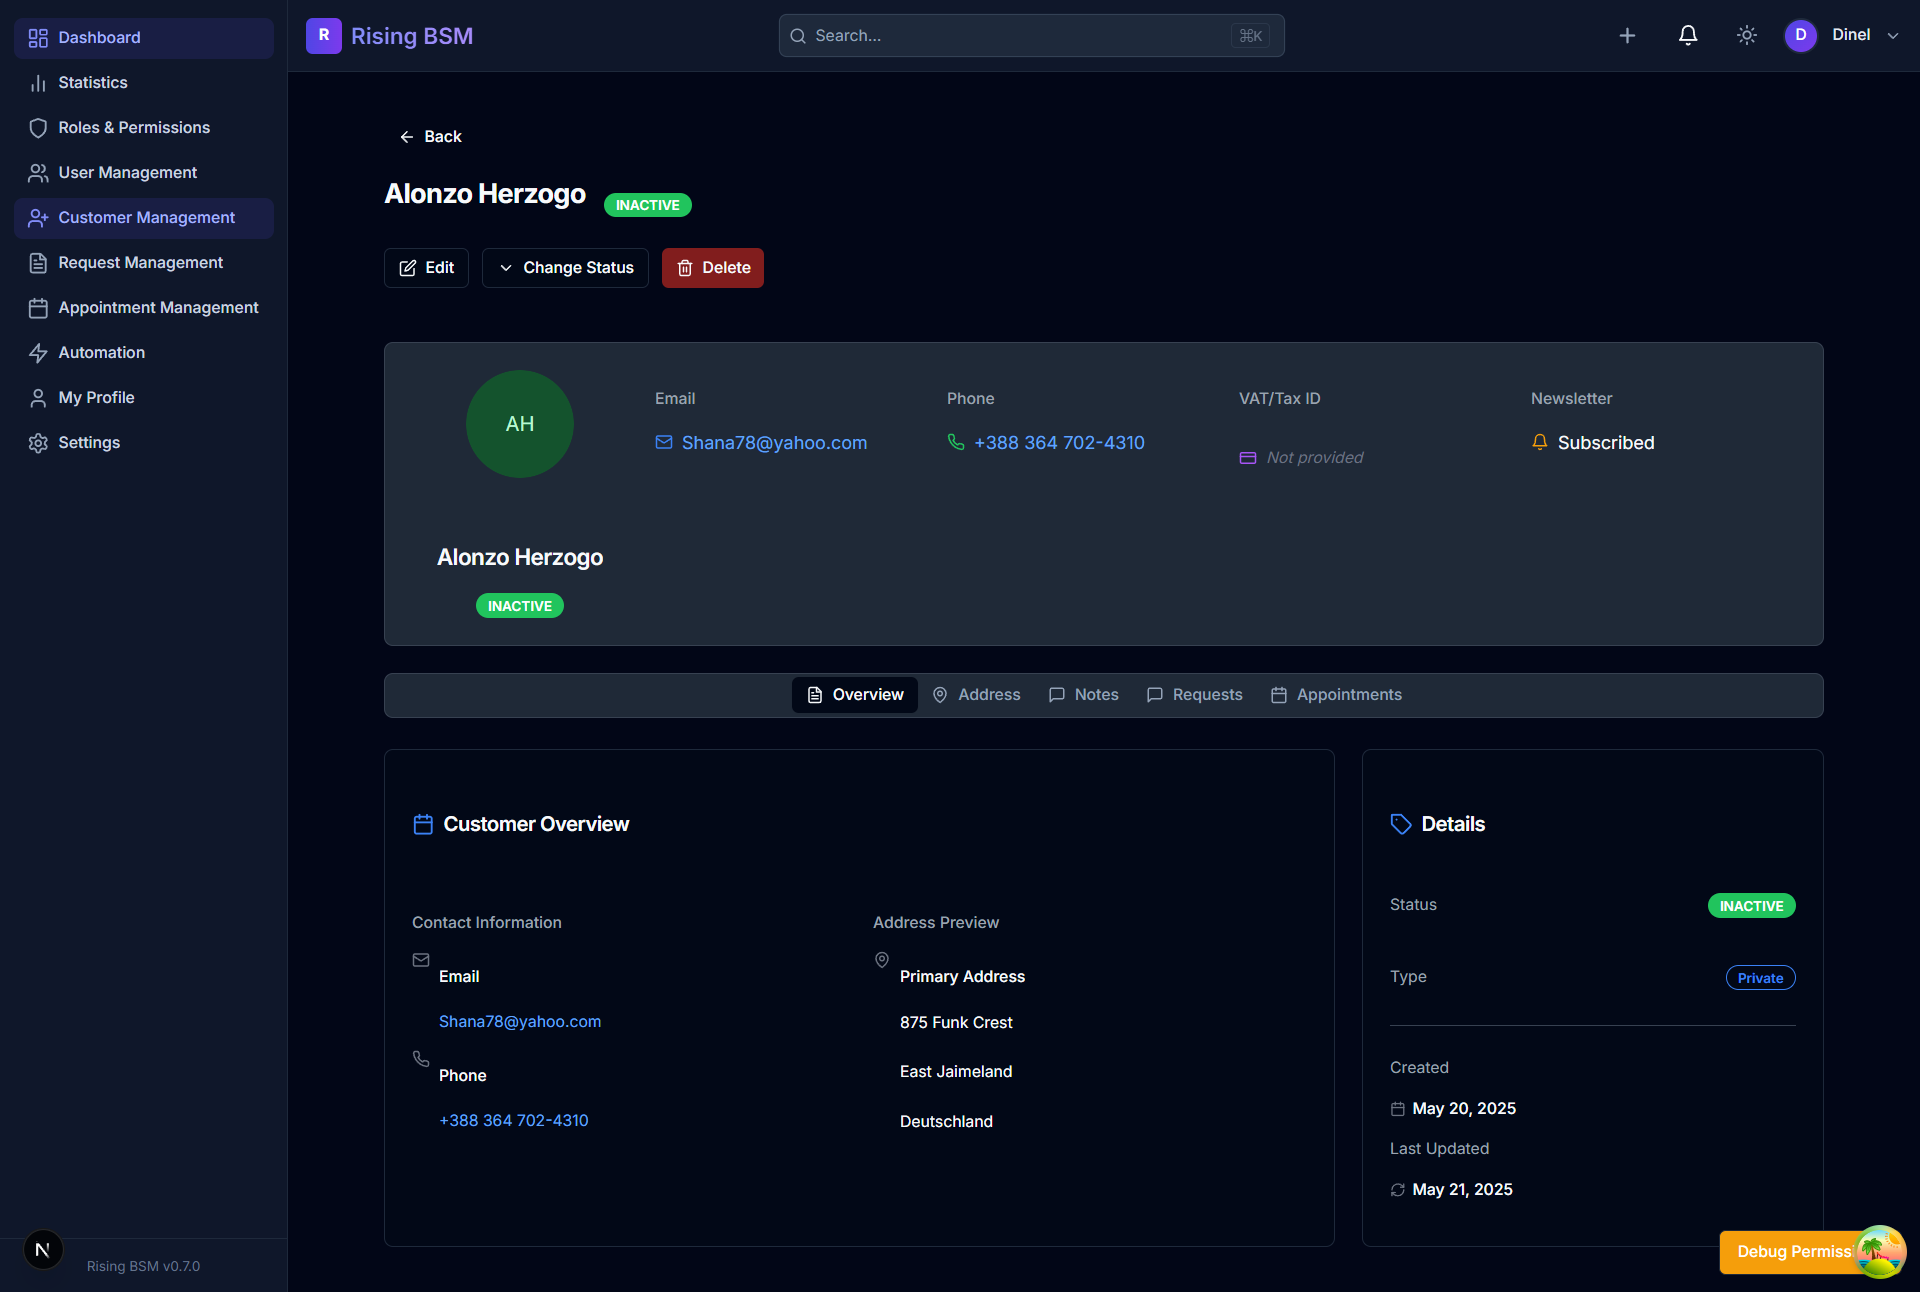 Dashboard
Statistics
Roles & Permissions
User Management
Customer Management
Request Management
Appointment Management
Automation
My Profile
Settings
N
Rising BSM v0.7.0
R Rising BSM
Search... ⌘K
D Dinel
Back
Alonzo Herzogo INACTIVE
Edit Change Status Delete
AH
Alonzo Herzogo
INACTIVE
Email
Shana78@yahoo.com
Phone
+388 364 702-4310
VAT/Tax ID
Not provided
Newsletter
Subscribed
Overview Address Notes Requests Appointments
Customer Overview
Contact Information
Email
Shana78@yahoo.com
Phone
+388 364 702-4310
Address Preview
Primary Address
875 Funk Crest
East Jaimeland
Deutschland
Details
Status INACTIVE
Type Private
Created
May 20, 2025
Last Updated
May 21, 2025
Debug